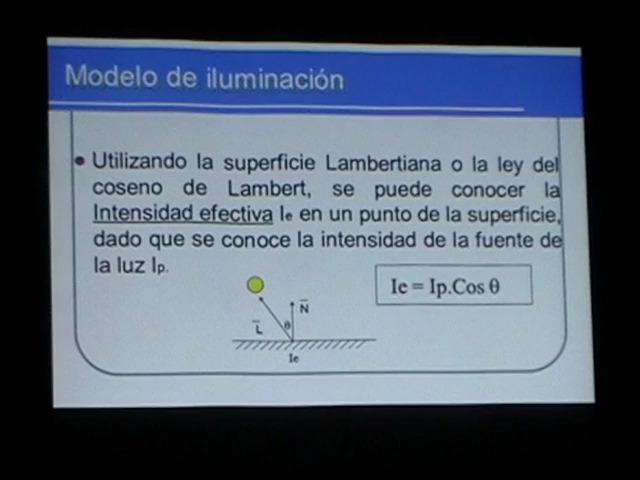 Modelo de iluminación
• Utilizando la superficie Lambertiana o la ley del
coseno de Lambert, se puede conocer la
Intensidad efectiva Ie en un punto de la superficie,
dado que se conoce la intensidad de la fuente de
la luz Ip.
Ie = Ip.Cos θ
N
L
θ
Ie